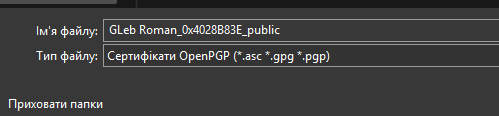 Ім'я файлу: GLeb Roman_0x4028B83E_public
Тип файлу: Сертифікати OpenPGP (*.asc *.gpg *.pgp)
Приховати папки